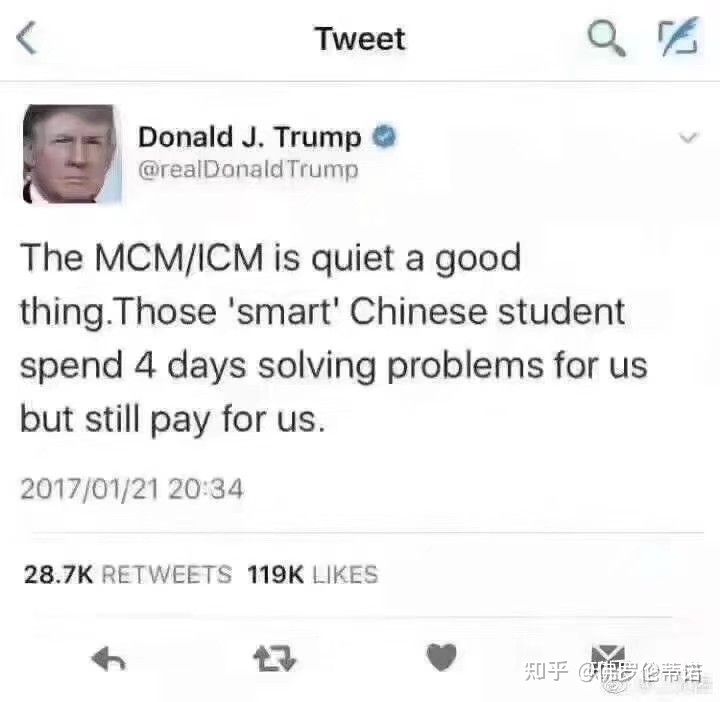 Tweet
Donald J. Trump
@realDonaldTrump
The MCM/ICM is quiet a good
thing.Those 'smart' Chinese student
spend 4 days solving problems for us
but still pay for us.
2017/01/21 20:34
28.7K RETWEETS 119K LIKES
知乎 @佛罗伦蒂诺